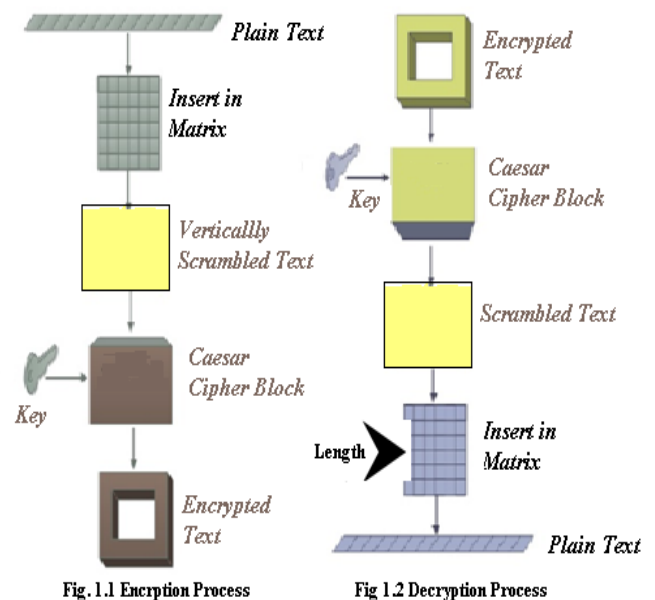 Plain Text
Insert in
Matrix
Verticallly
Scrambled Text
Caesar
Cipher Block
Key
Encrypted
Text
Fig. 1.1 Encrption Process
Encrypted
Text
Caesar
Cipher Block
Key
Scrambled Text
Length
Insert in
Matrix
Plain Text
Fig 1.2 Decryption Process